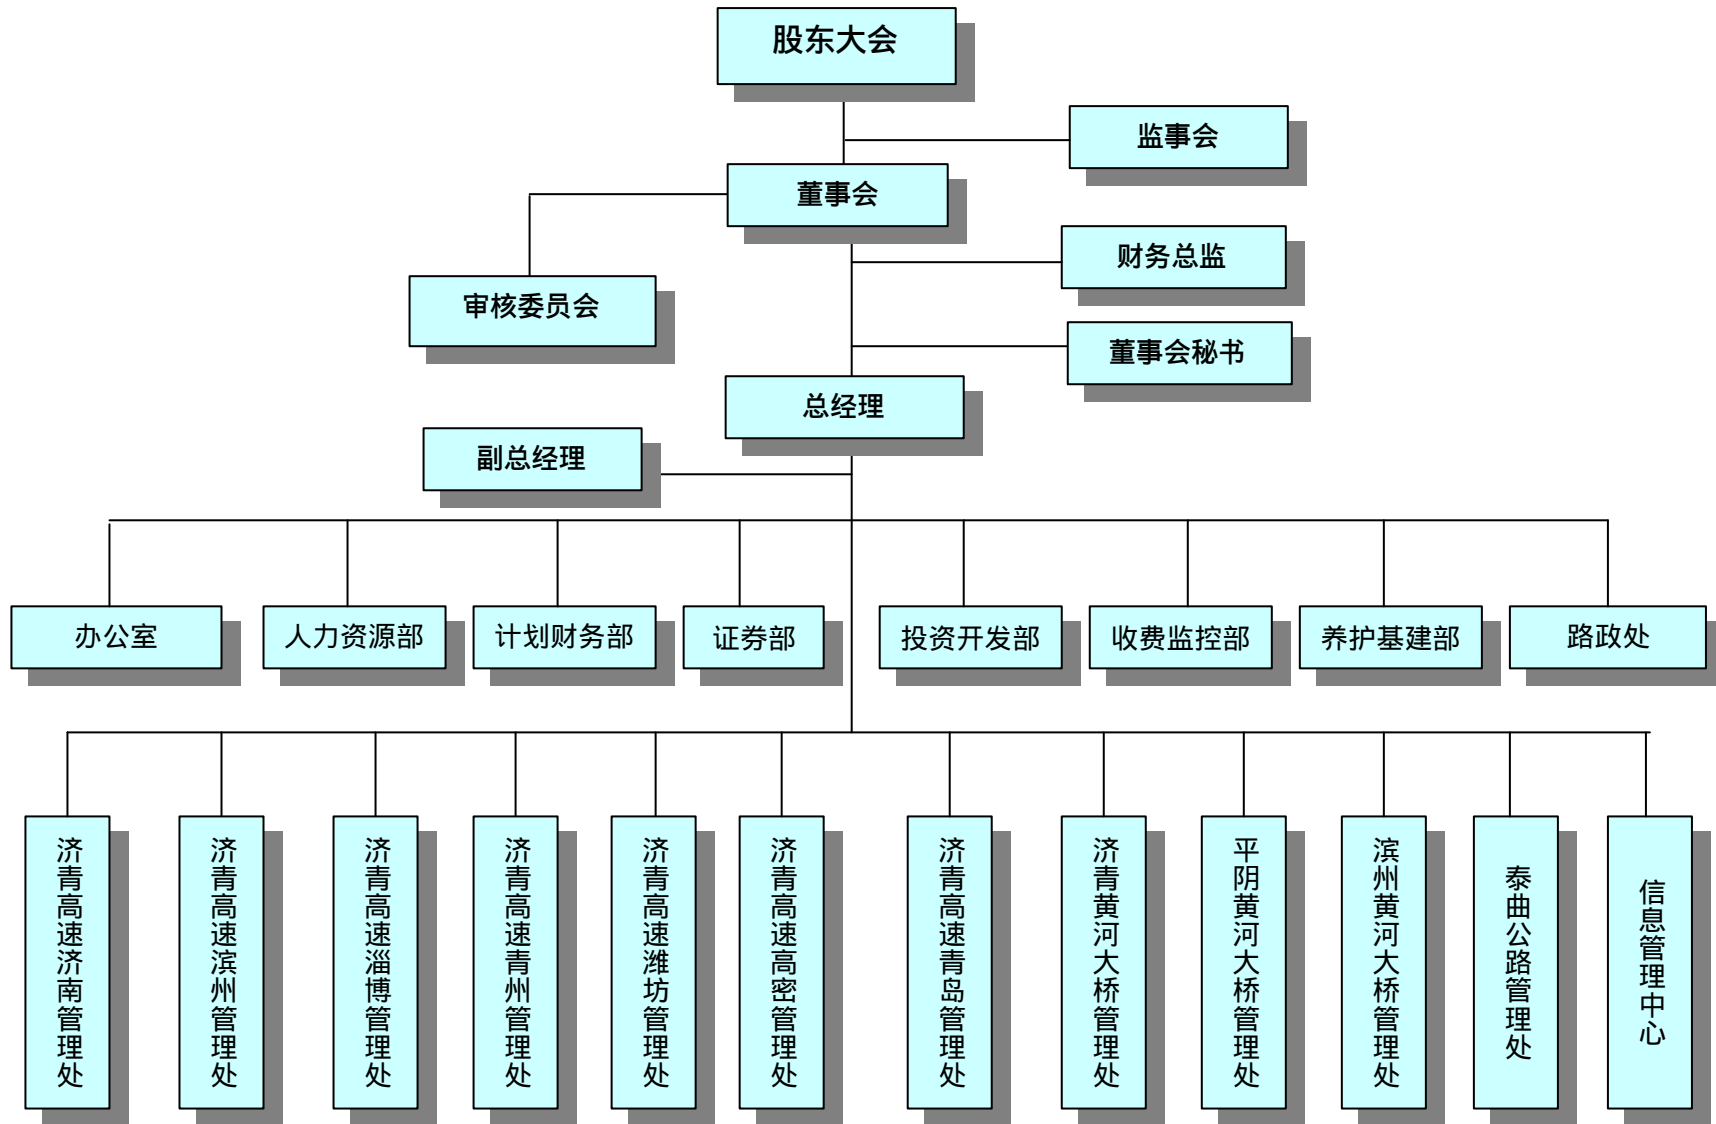 股东大会
监事会
董事会
财务总监
审核委员会
董事会秘书
总经理
副总经理
办公室
人力资源部
计划财务部
证券部
投资开发部
收费监控部
养护基建部
路政处
济青高速济南管理处
济青高速滨州管理处
济青高速淄博管理处
济青高速青州管理处
济青高速潍坊管理处
济青高速高密管理处
济青高速青岛管理处
济青黄河大桥管理处
平阴黄河大桥管理处
滨州黄河大桥管理处
泰曲公路管理处
信息管理中心